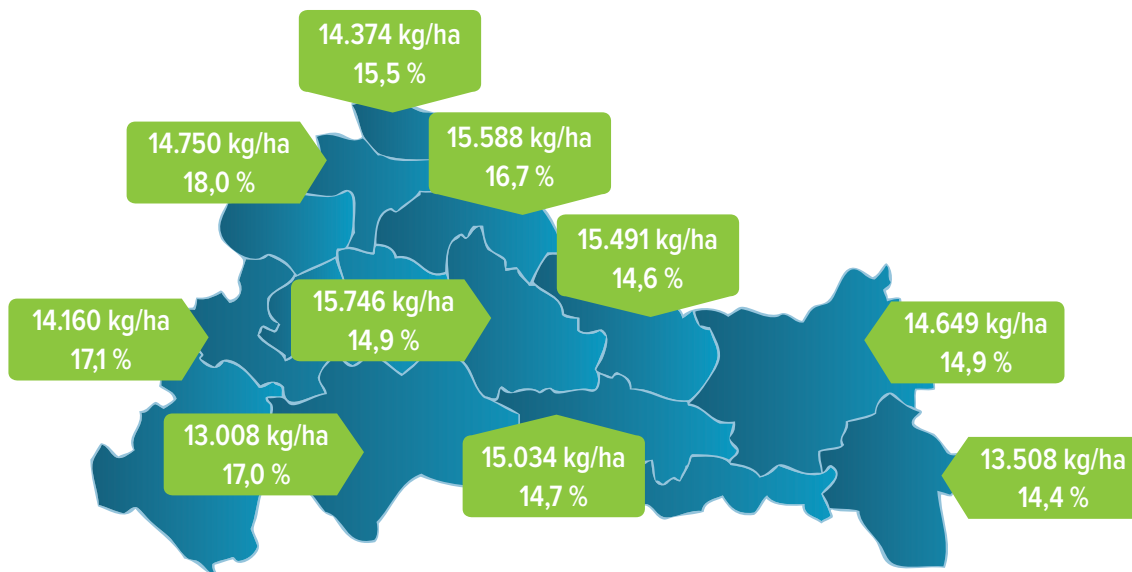 14.374 kg/ha
15,5 %
14.750 kg/ha
18,0 %
15.588 kg/ha
16,7 %
15.491 kg/ha
14,6 %
14.160 kg/ha
17,1 %
15.746 kg/ha
14,9 %
14.649 kg/ha
14,9 %
13.008 kg/ha
17,0 %
15.034 kg/ha
14,7 %
13.508 kg/ha
14,4 %